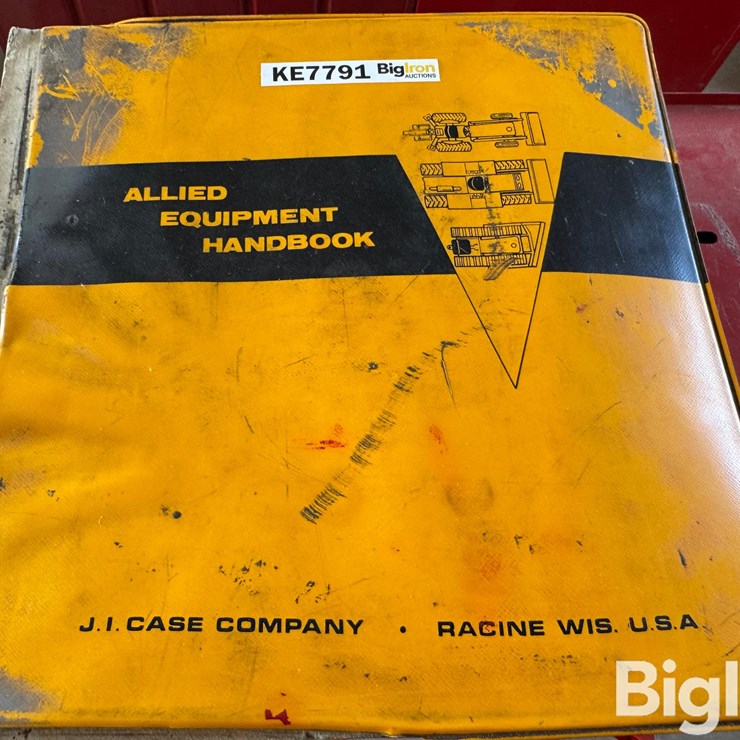 KE7791 BigIron
AUCTIONS
ALLIED
EQUIPMENT
HANDBOOK
J.I. CASE COMPANY • RACINE WIS. U.S.A.
BigI